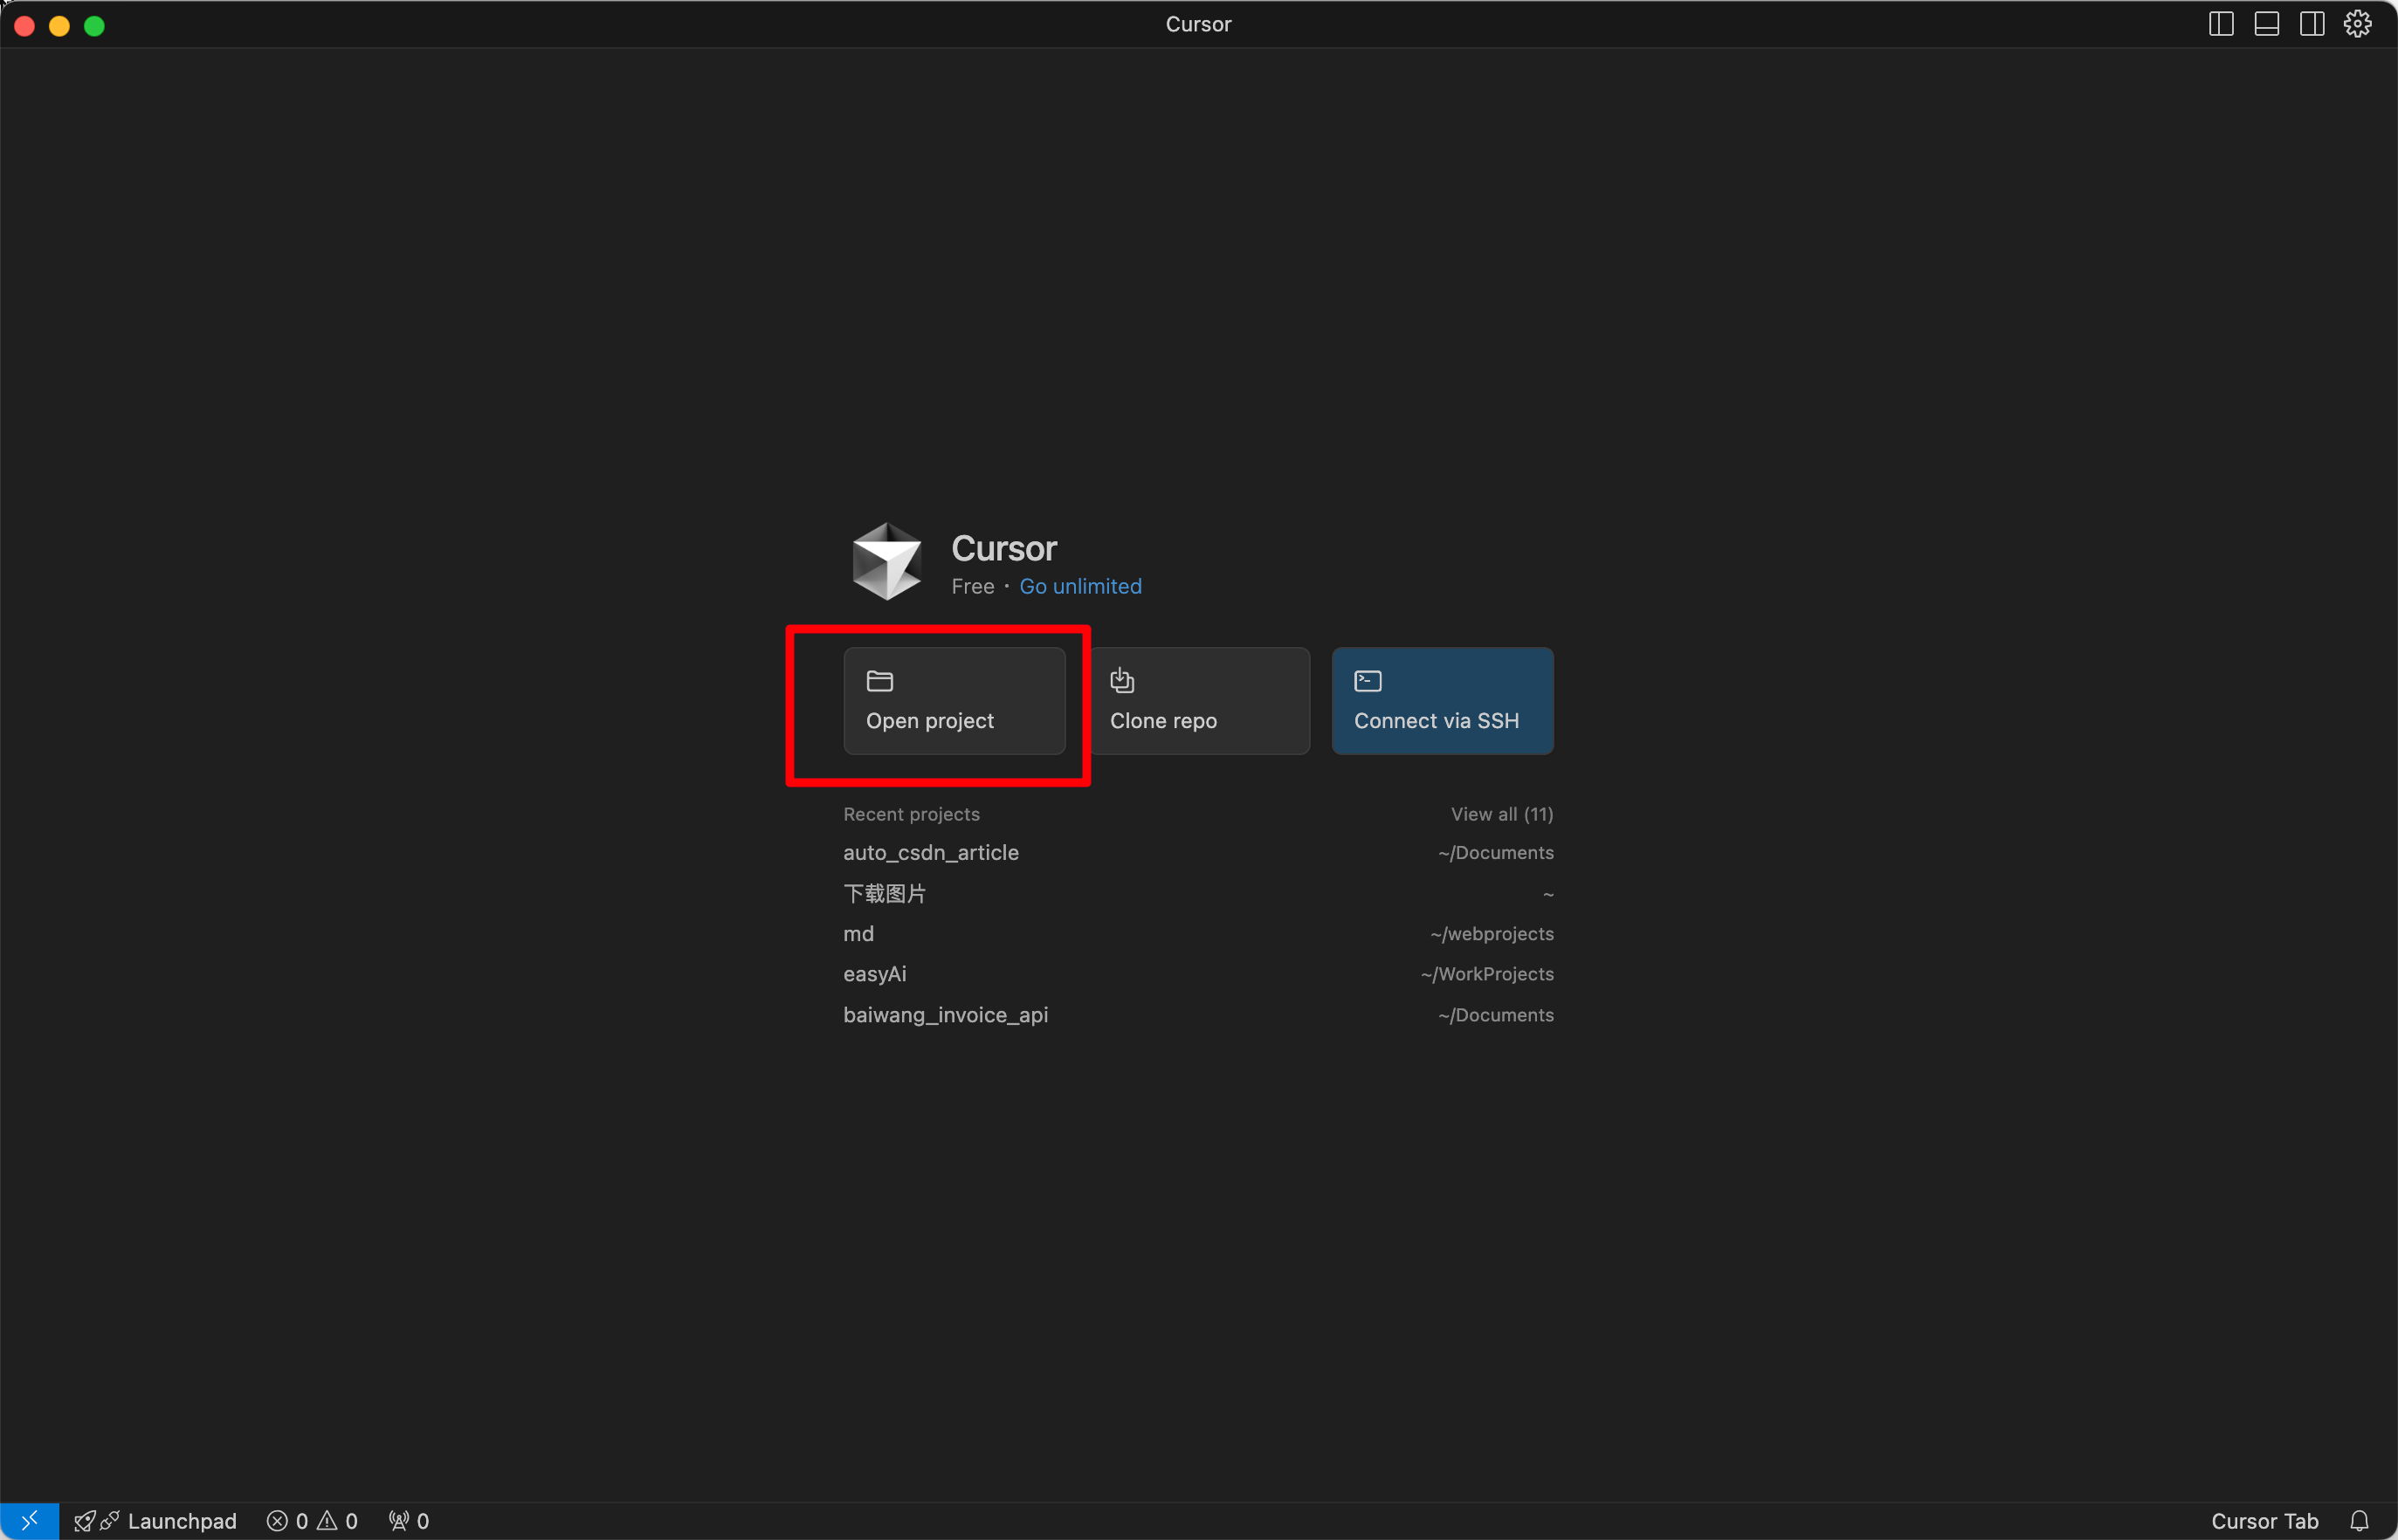 Cursor
Cursor
Free · Go unlimited
Open project
Clone repo
Connect via SSH
Recent projects
View all (11)
auto_csdn_article
~/Documents
下载图片
~
md
~/webprojects
easyAi
~/WorkProjects
baiwang_invoice_api
~/Documents
Launchpad
0
0
0
Cursor Tab